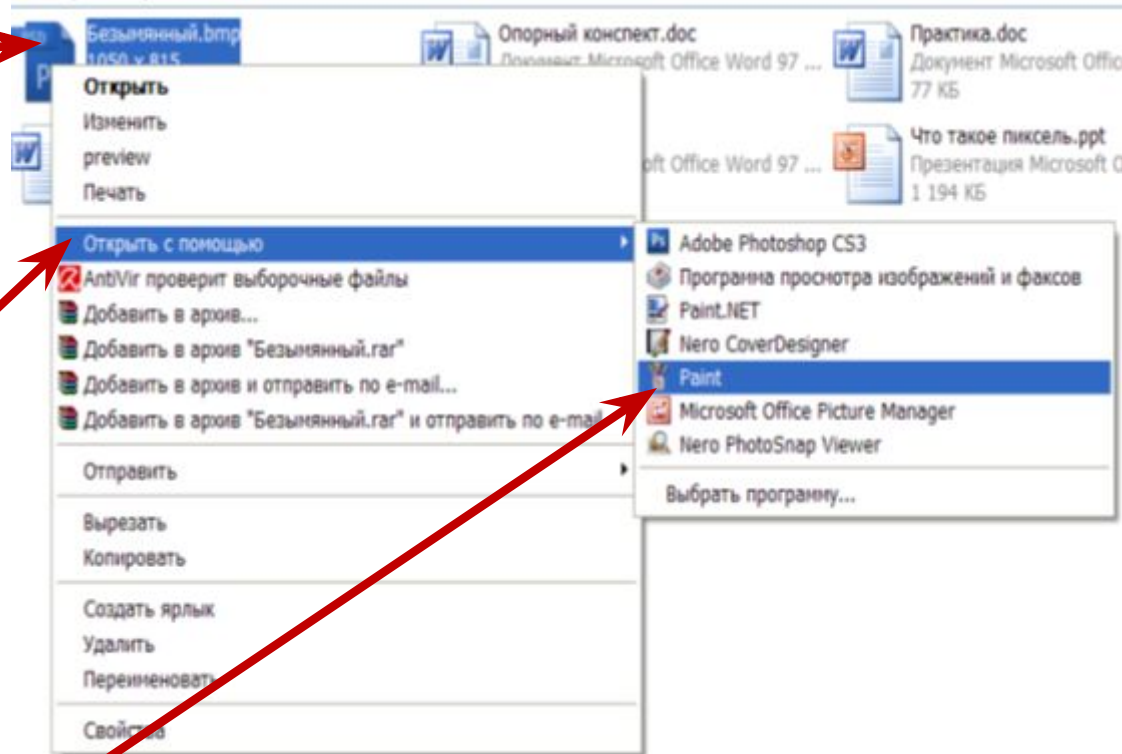 Безымянный.bmp
1050 x 815
Опорный конспект.doc
Документ Microsoft Office Word 97 ...
Практика.doc
Документ Microsoft Offic
77 КБ
oft Office Word 97 ...
Что такое пиксель.ppt
Презентация Microsoft O
1 194 КБ
Открыть
Изменить
preview
Печать
Открыть с помощью
AntiVir проверит выборочные файлы
Добавить в архив...
Добавить в архив "Безымянный.rar"
Добавить в архив и отправить по e-mail...
Добавить в архив "Безымянный.rar" и отправить по e-mail
Отправить
Вырезать
Копировать
Создать ярлык
Удалить
Переименовать
Свойства
Adobe Photoshop CS3
Программа просмотра изображений и факсов
Paint.NET
Nero CoverDesigner
Paint
Microsoft Office Picture Manager
Nero PhotoSnap Viewer
Выбрать программу...